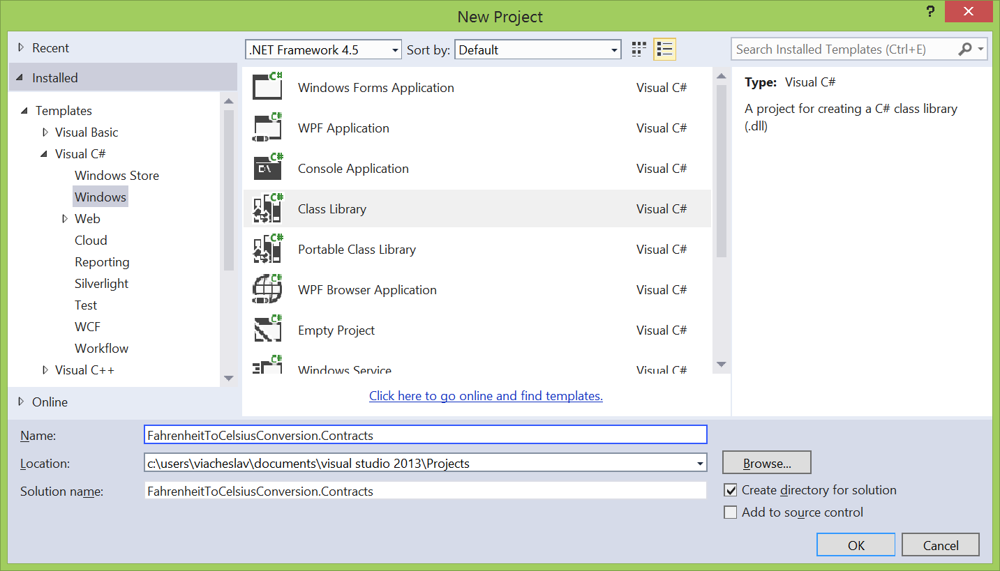 New Project
?
Recent
Installed
Templates
Visual Basic
Visual C#
Windows Store
Windows
Web
Cloud
Reporting
Silverlight
Test
WCF
Workflow
Visual C++
Online
.NET Framework 4.5 Sort by: Default
C# Windows Forms Application Visual C#
C# WPF Application Visual C#
C# C:\ Console Application Visual C#
C# Class Library Visual C#
C# Portable Class Library Visual C#
C# WPF Browser Application Visual C#
C# Empty Project Visual C#
C# Windows Service Visual C#
Click here to go online and find templates.
Search Installed Templates (Ctrl+E)
Type: Visual C#
A project for creating a C# class library
(.dll)
Name: FahrenheitToCelsiusConversion.Contracts
Location: c:\users\viacheslav\documents\visual studio 2013\Projects Browse...
Solution name: FahrenheitToCelsiusConversion.Contracts
Create directory for solution
Add to source control
OK Cancel